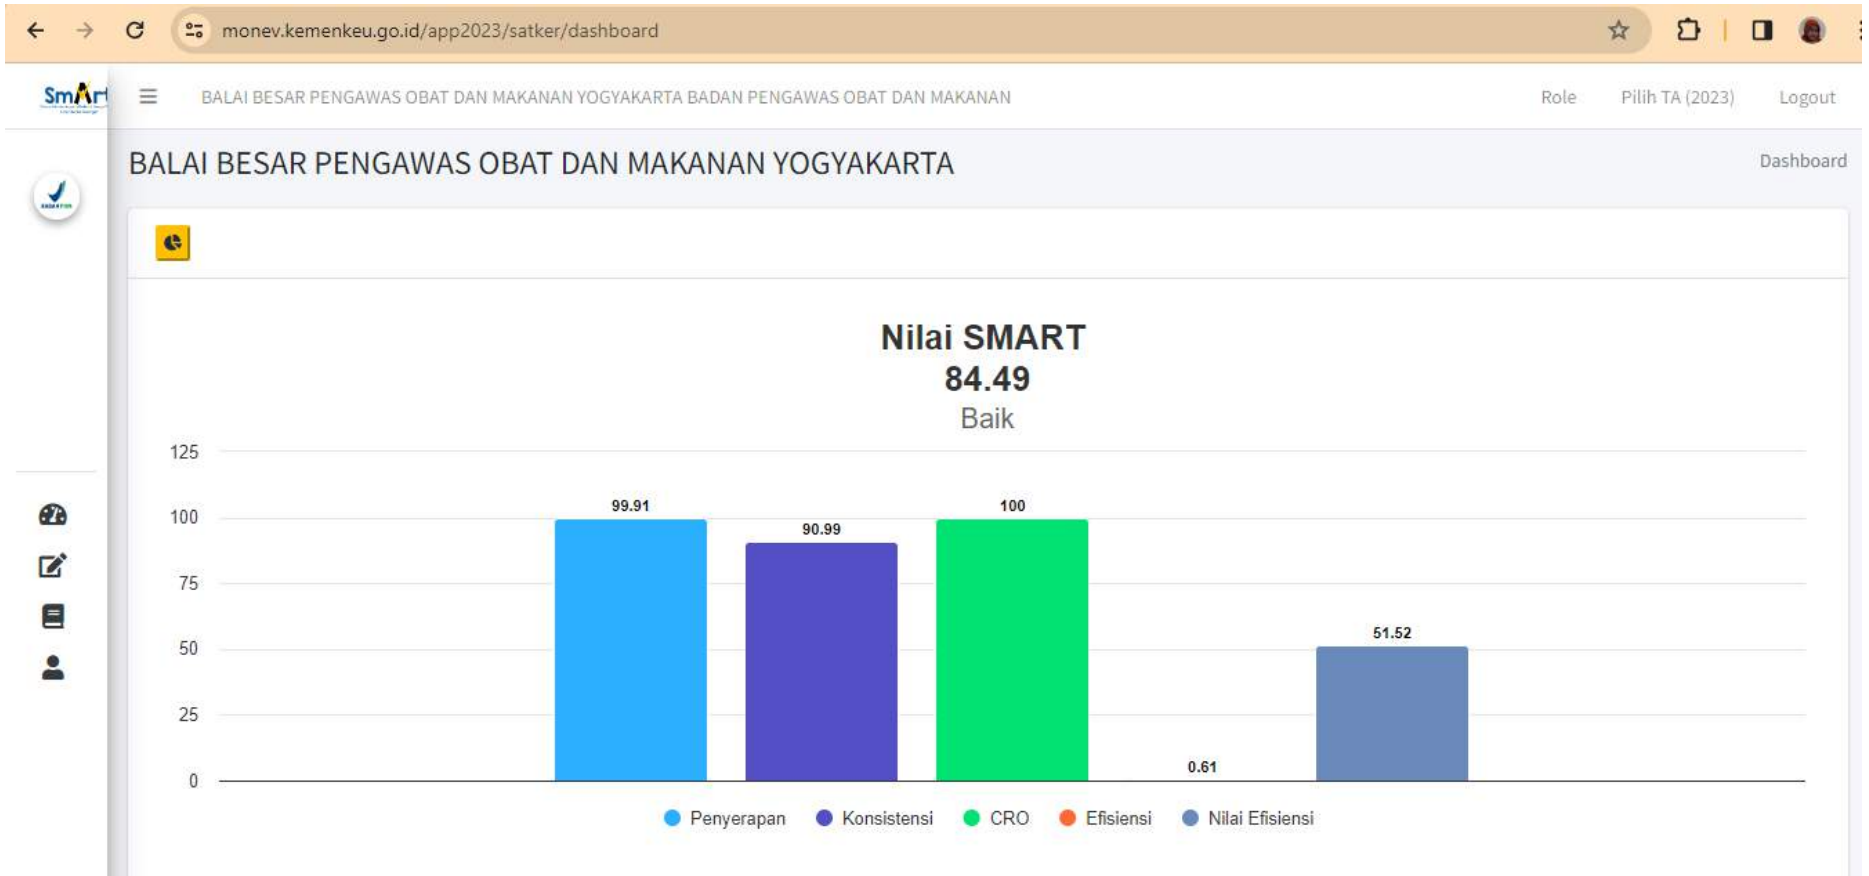 monev.kemenkeu.go.id/app2023/satker/dashboard
SmArt
BALAI BESAR PENGAWAS OBAT DAN MAKANAN YOGYAKARTA BADAN PENGAWAS OBAT DAN MAKANAN
Role
Pilih TA (2023)
Logout
BALAI BESAR PENGAWAS OBAT DAN MAKANAN YOGYAKARTA
Dashboard
Nilai SMART
84.49
Baik
125
100
75
50
25
0
99.91
90.99
100
0.61
51.52
Penyerapan
Konsistensi
CRO
Efisiensi
Nilai Efisiensi